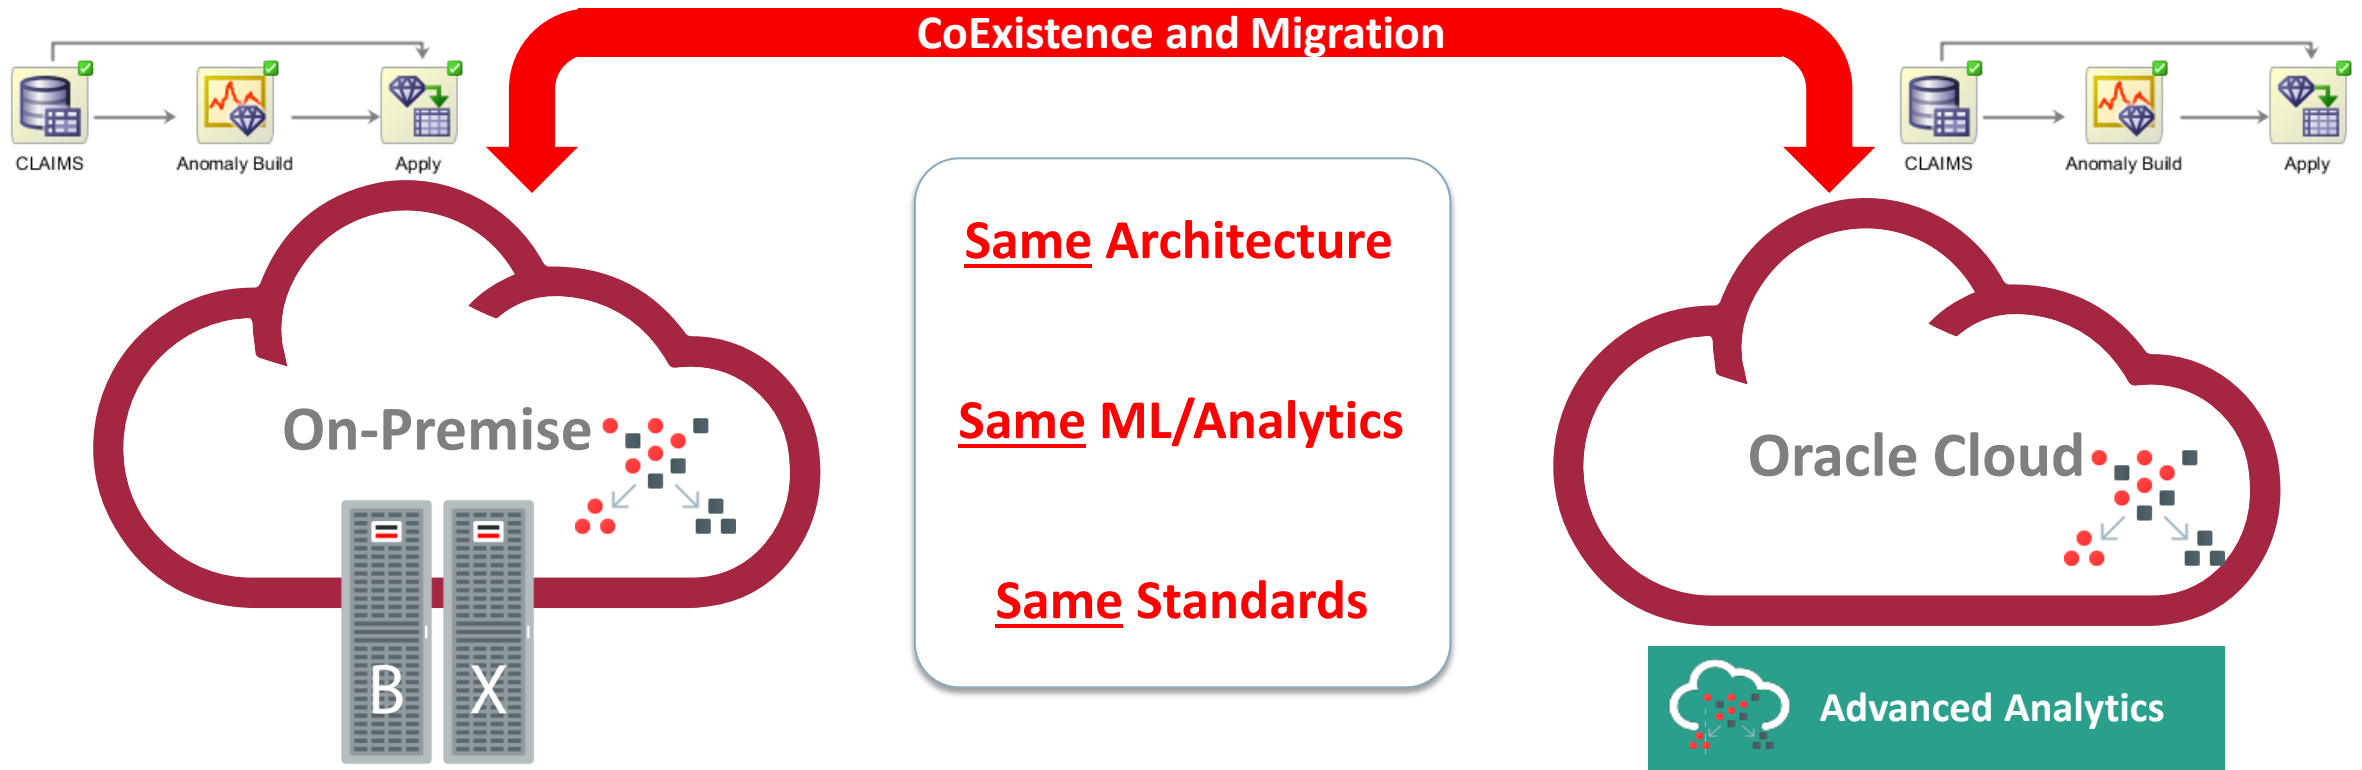 CoExistence and Migration
CLAIMS
Anomaly Build
Apply
CLAIMS
Anomaly Build
Apply
On-Premise
B
X
Same Architecture
Same ML/Analytics
Same Standards
Oracle Cloud
Advanced Analytics